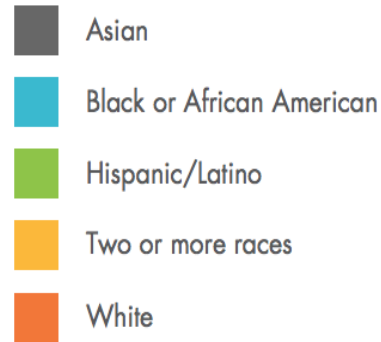 Asian
Black or African American
Hispanic/Latino
Two or more races
White